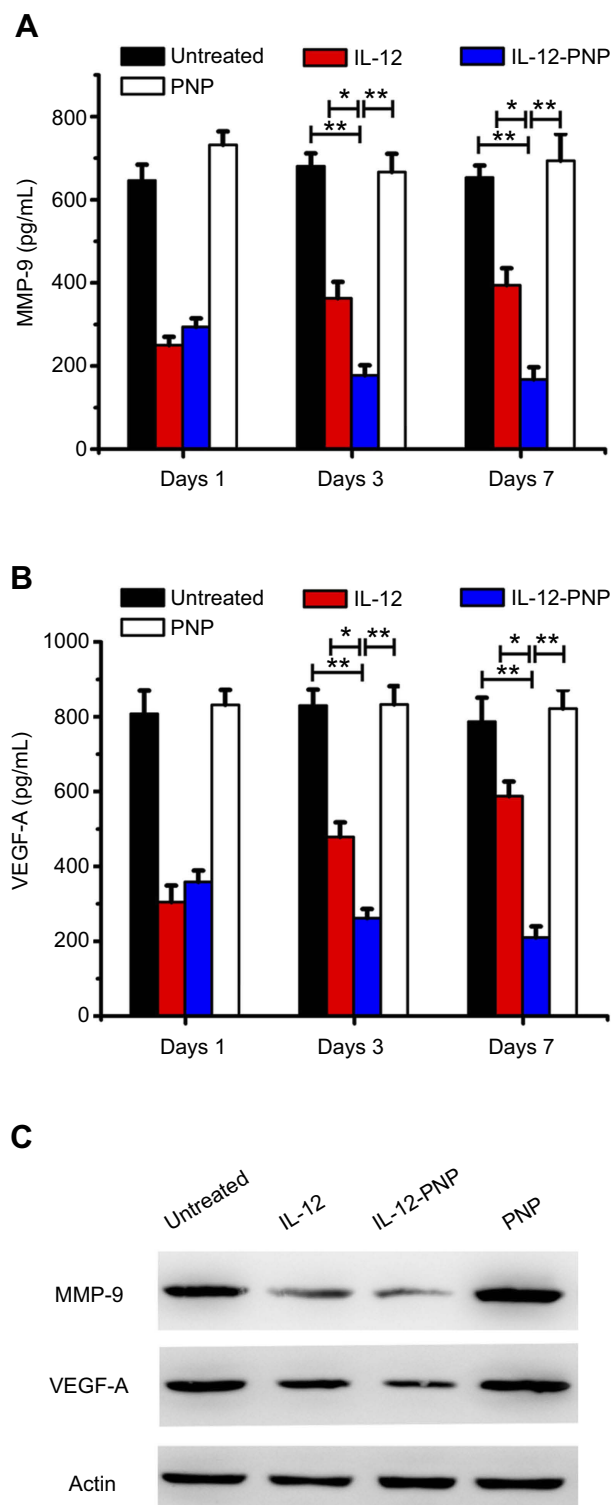 A
Untreated IL-12 IL-12-PNP
PNP
* ** * **
** **
800
600
400
200
0
MMP-9 (pg/mL)
Days 1 Days 3 Days 7
B
Untreated IL-12 IL-12-PNP
PNP
* ** * **
** **
1000
800
600
400
200
0
VEGF-A (pg/mL)
Days 1 Days 3 Days 7
C
Untreated IL-12 IL-12-PNP PNP
MMP-9
VEGF-A
Actin